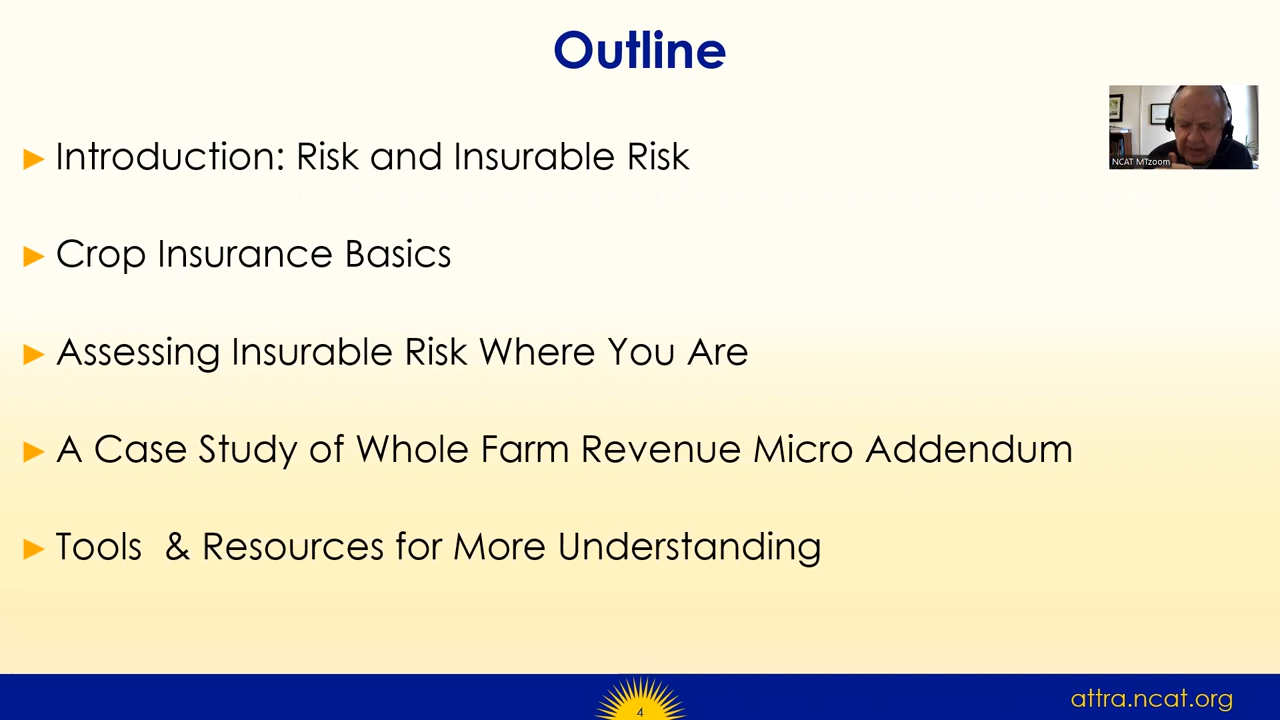 Outline
► Introduction: Risk and Insurable Risk
NCAT MTzoom
► Crop Insurance Basics
► Assessing Insurable Risk Where You Are
► A Case Study of Whole Farm Revenue Micro Addendum
► Tools  & Resources for More Understanding
4
attra.ncat.org